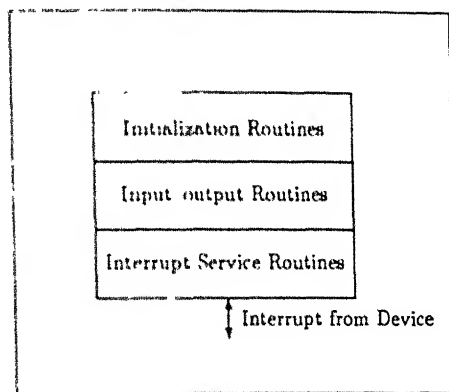 Initialization Routines
Input output Routines
Interrupt Service Routines
Interrupt from Device